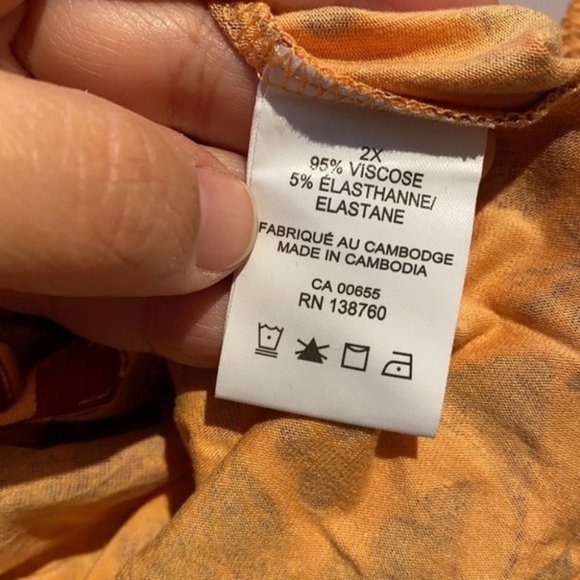 2X
95% VISCOSE
5% ÉLASTHANNE/
ELASTANE
FABRIQUÉ AU CAMBODGE
MADE IN CAMBODIA
CA 00655
RN 138760